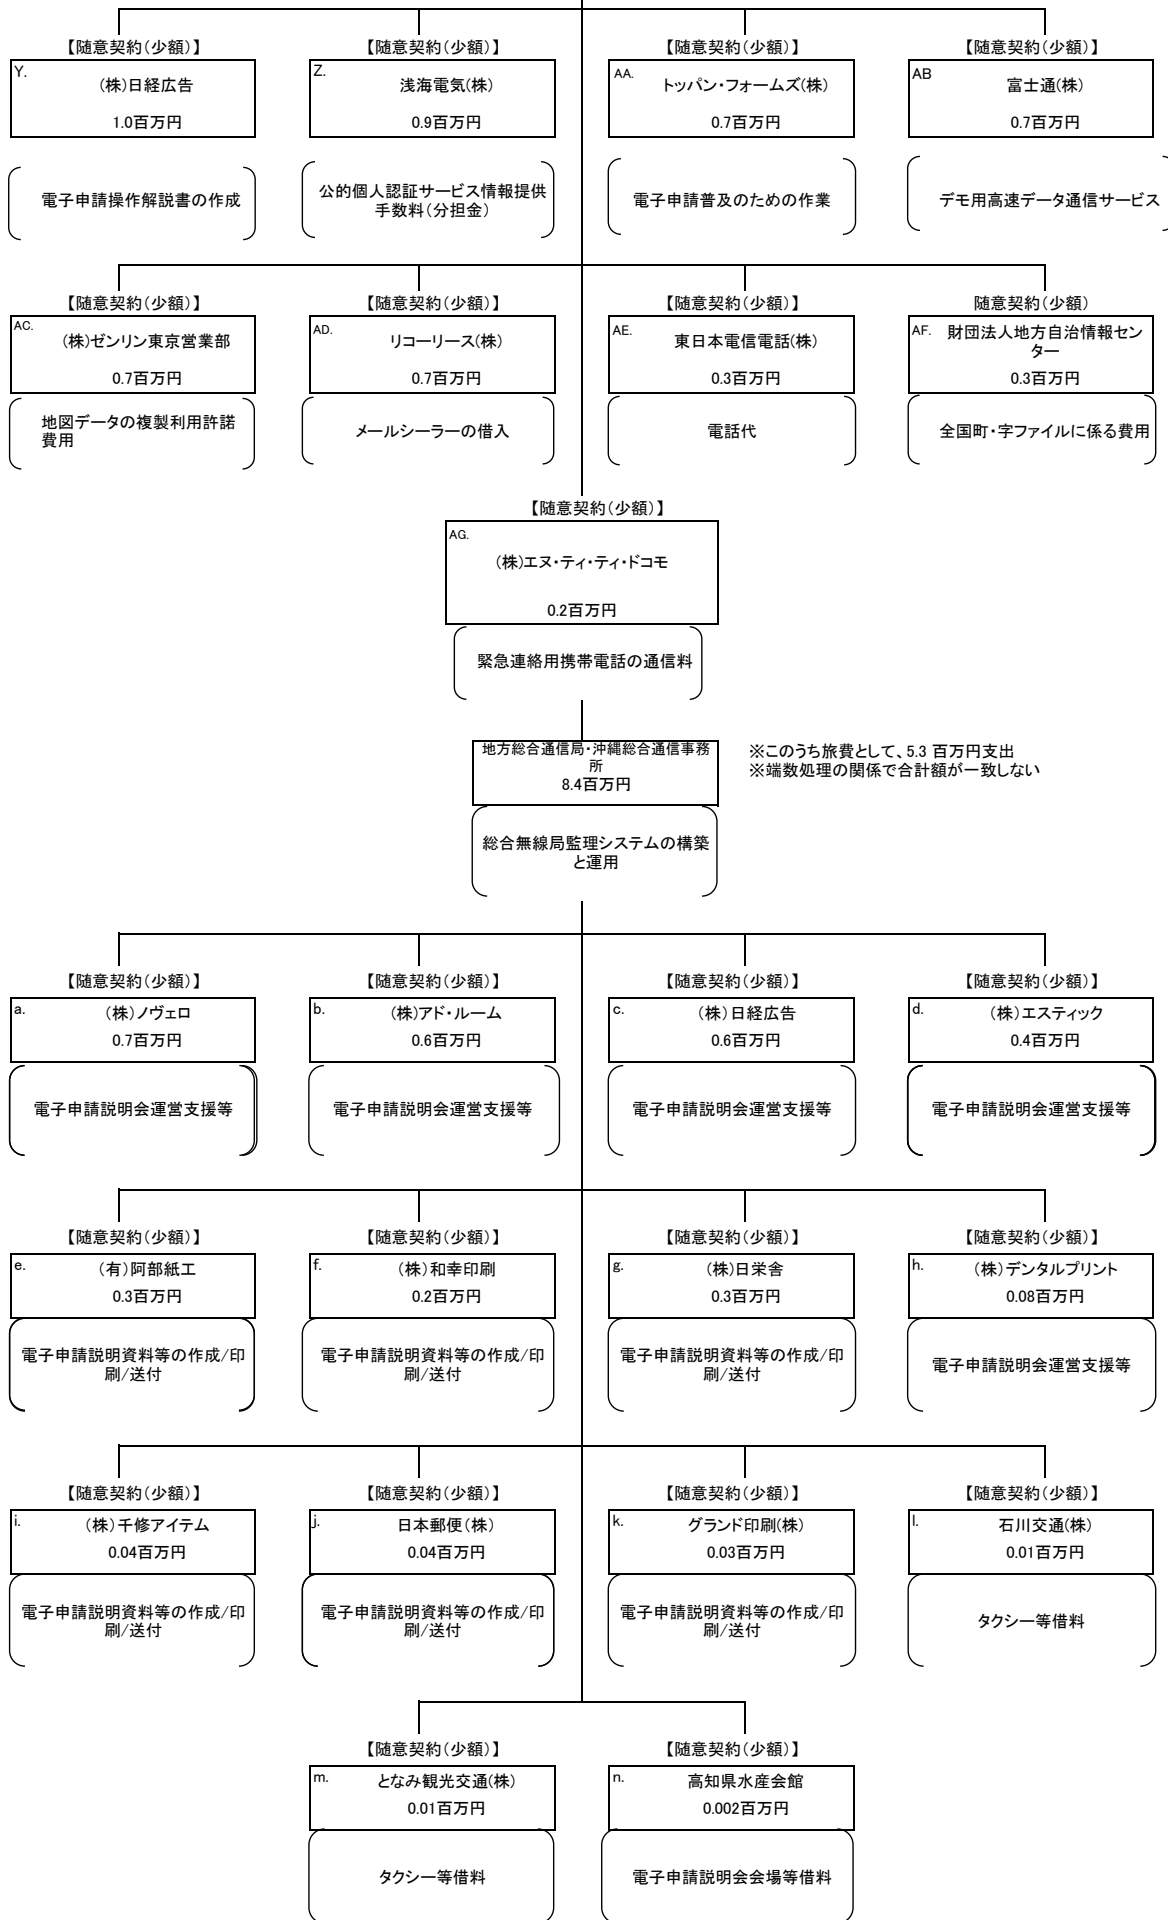 【随意契約(少額)】
Y.
(株)日経広告
1.0百万円
電子申請操作解説書の作成
【随意契約(少額)】
Z.
浅海電気(株)
0.9百万円
公的個人認証サービス情報提供
手数料(分担金)
【随意契約(少額)】
AA.
トッパン・フォームズ(株)
0.7百万円
電子申請普及のための作業
【随意契約(少額)】
AB
富士通(株)
0.7百万円
デモ用高速データ通信サービス
【随意契約(少額)】
AC.
(株)ゼンリン東京営業部
0.7百万円
地図データの複製利用許諾
費用
【随意契約(少額)】
AD.
リコーリース(株)
0.7百万円
メールシーラーの借入
【随意契約(少額)】
AE.
東日本電信電話(株)
0.3百万円
電話代
随意契約(少額)
AF.
財団法人地方自治情報セン
ター
0.3百万円
全国町・字ファイルに係る費用
【随意契約(少額)】
AG.
(株)エヌ・ティ・ティ・ドコモ
0.2百万円
緊急連絡用携帯電話の通信料
地方総合通信局・沖縄総合通信事務
所
8.4百万円
※このうち旅費として、5.3 百万円支出
※端数処理の関係で合計額が一致しない
総合無線局監理システムの構築
と運用
【随意契約(少額)】
a.
(株)ノヴェロ
0.7百万円
電子申請説明会運営支援等
【随意契約(少額)】
b.
(株)アド・ルーム
0.6百万円
電子申請説明会運営支援等
【随意契約(少額)】
c.
(株)日経広告
0.6百万円
電子申請説明会運営支援等
【随意契約(少額)】
d.
(株)エスティック
0.4百万円
電子申請説明会運営支援等
【随意契約(少額)】
e.
(有)阿部紙工
0.3百万円
電子申請説明資料等の作成/印
刷/送付
【随意契約(少額)】
f.
(株)和幸印刷
0.2百万円
電子申請説明資料等の作成/印
刷/送付
【随意契約(少額)】
g.
(株)日栄舎
0.3百万円
電子申請説明資料等の作成/印
刷/送付
【随意契約(少額)】
h.
(株)デンタルプリント
0.08百万円
電子申請説明会運営支援等
【随意契約(少額)】
i.
(株)千修アイテム
0.04百万円
電子申請説明資料等の作成/印
刷/送付
【随意契約(少額)】
j.
日本郵便(株)
0.04百万円
電子申請説明資料等の作成/印
刷/送付
【随意契約(少額)】
k.
グランド印刷(株)
0.03百万円
電子申請説明資料等の作成/印
刷/送付
【随意契約(少額)】
l.
石川交通(株)
0.01百万円
タクシー等借料
【随意契約(少額)】
m.
となみ観光交通(株)
0.01百万円
タクシー等借料
【随意契約(少額)】
n.
高知県水産会館
0.002百万円
電子申請説明会会場等借料